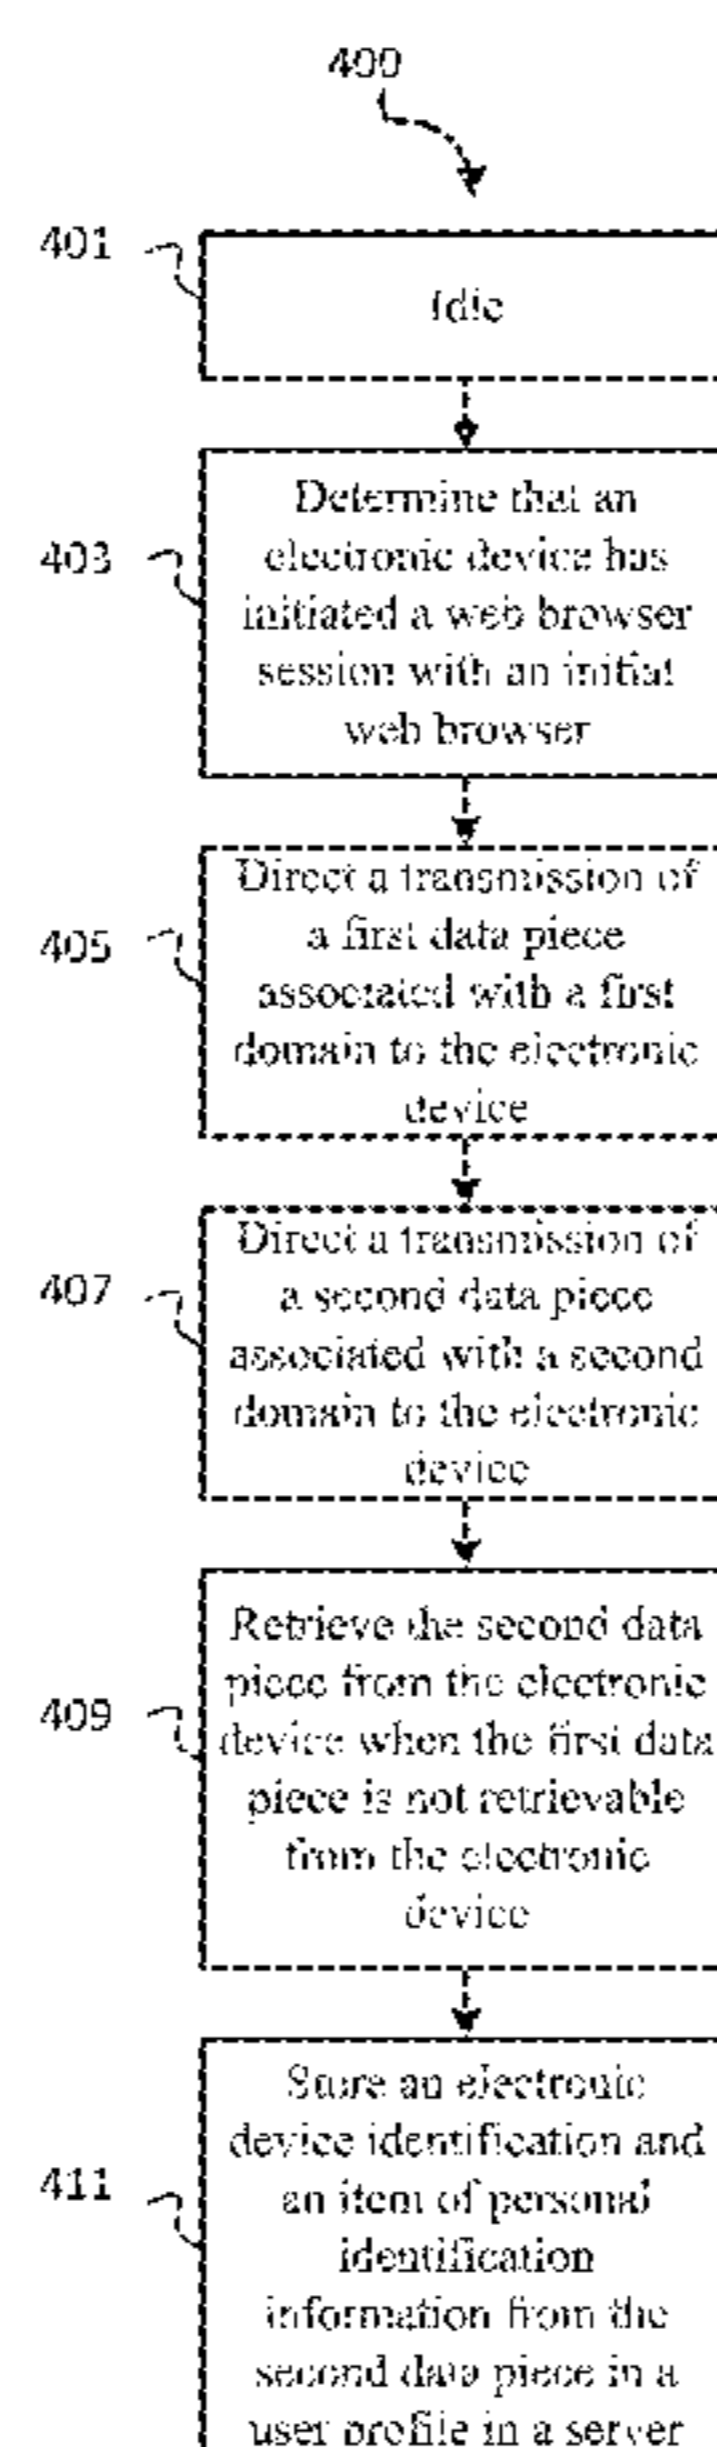 400
401
Idle
403
Determine that an
electronic device has
initiated a web browser
session with an initial
web browser
405
Direct a transmission of
a first data piece
associated with a first
domain to the electronic
device
407
Direct a transmission of
a second data piece
associated with a second
domain to the electronic
device
409
Retrieve the second data
piece from the electronic
device when the first data
piece is not retrievable
from the electronic
device
411
Store an electronic
device identification and
an item of personal
identification
information from the
second data piece in a
user profile in a server